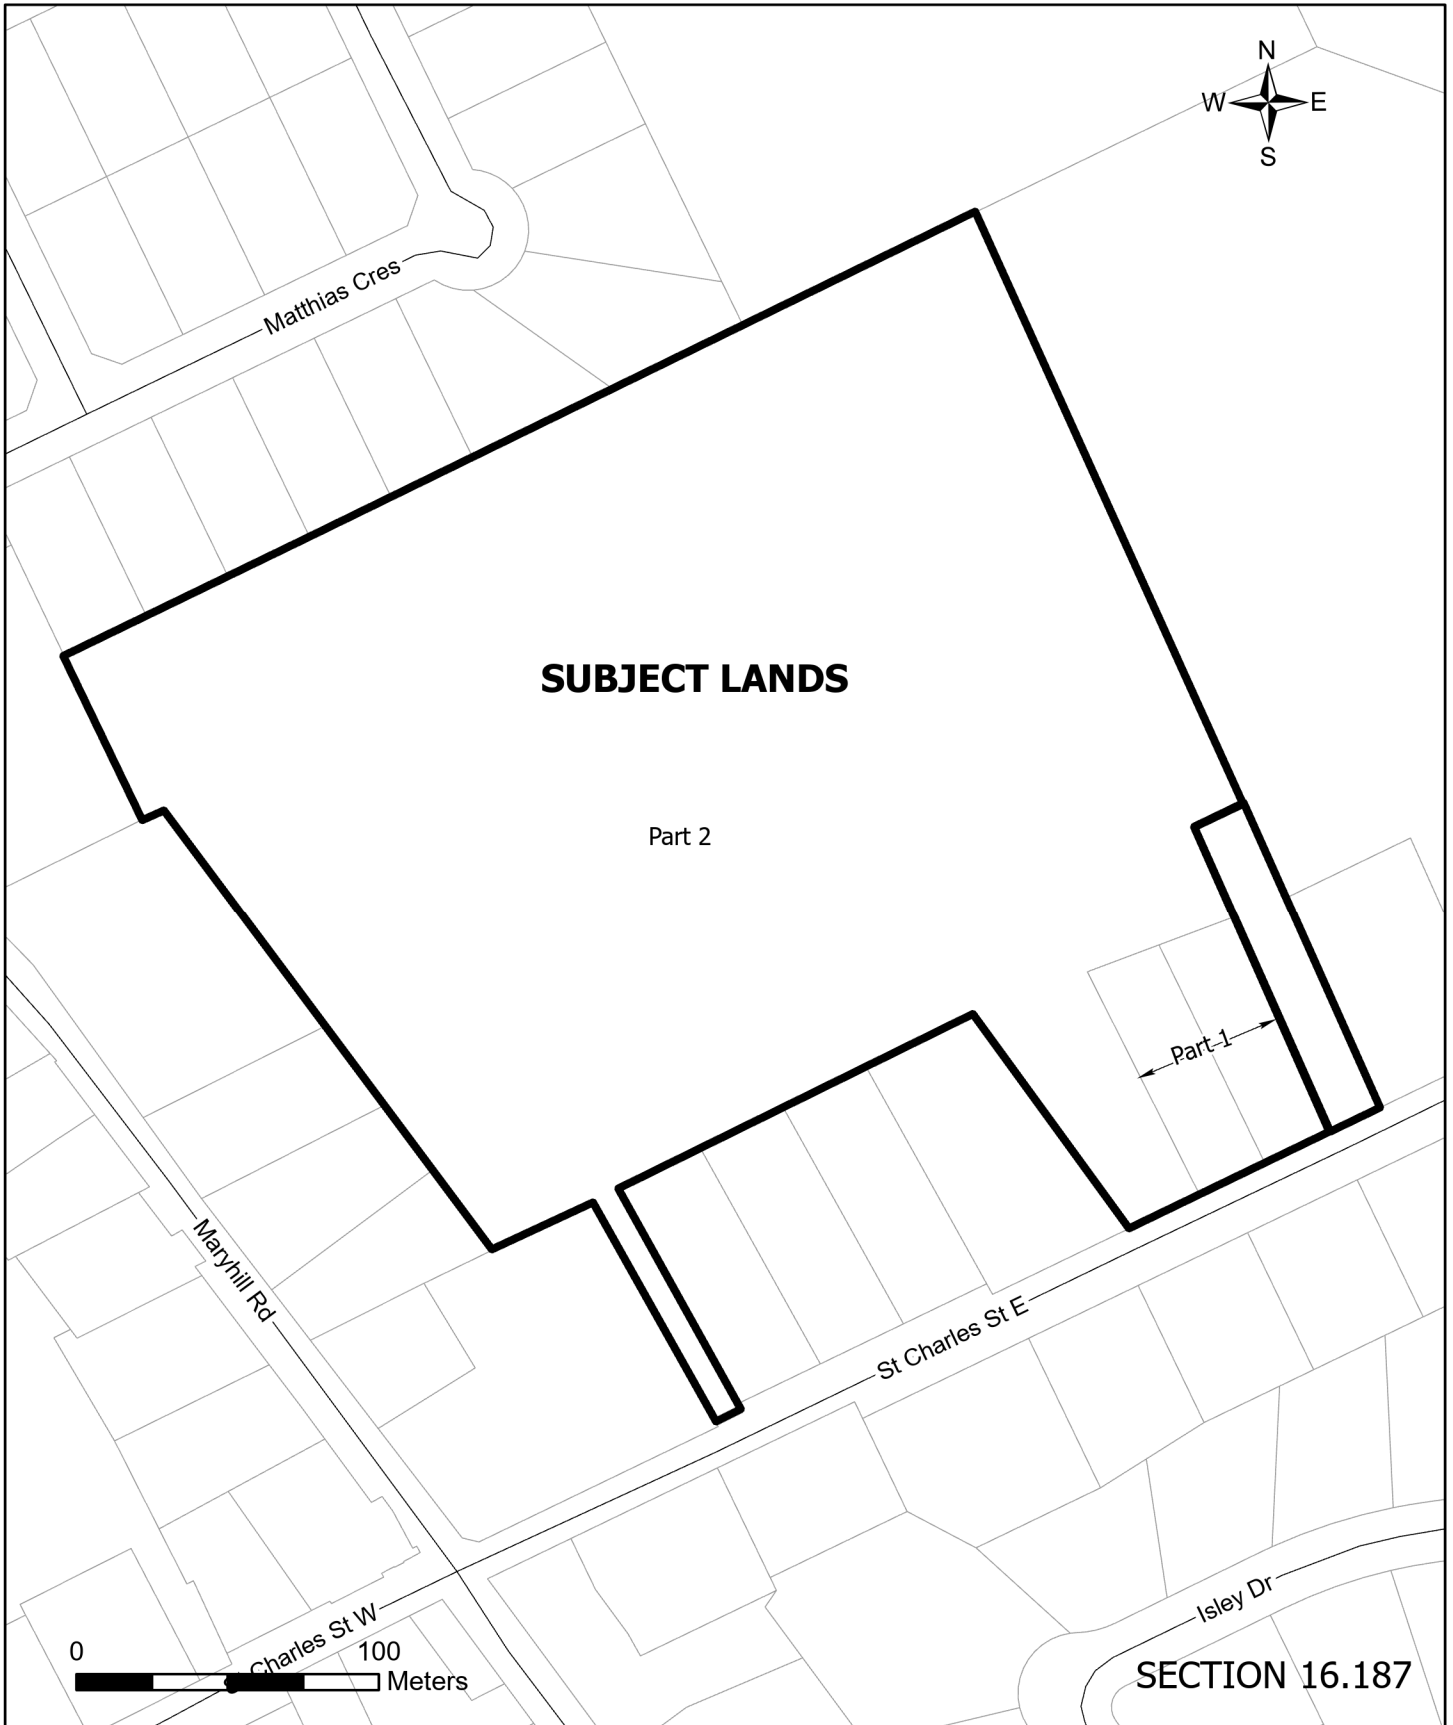 N
W E
S
Matthias Cres
SUBJECT LANDS
Part 2
Part 1
Maryhill Rd
St Charles St E
Isley Dr
Charles St W
0 100
Meters
SECTION 16.187